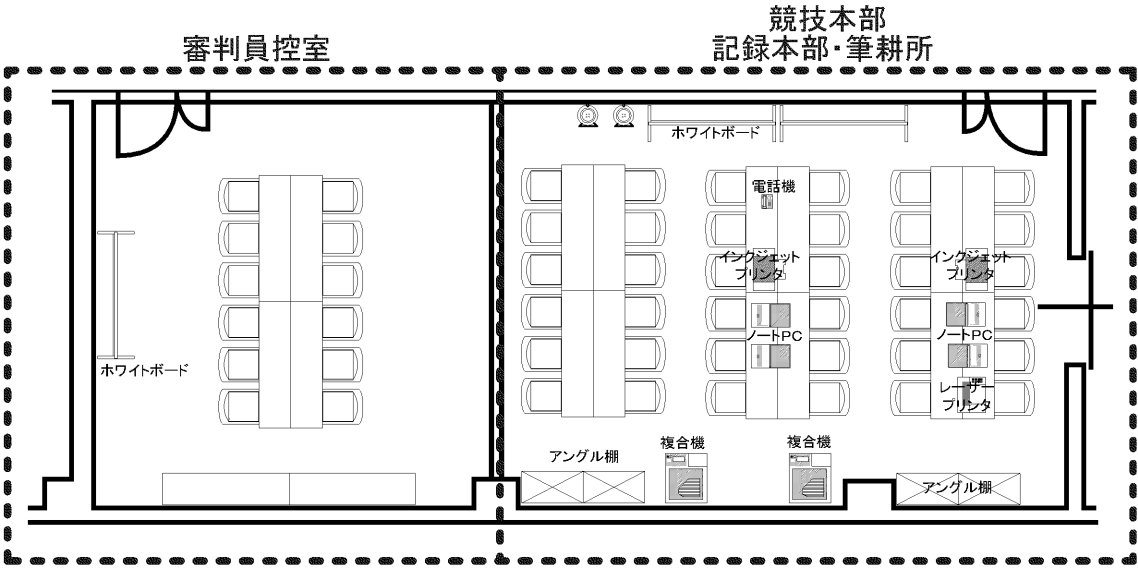 審判員控室
競技本部
記録本部・筆耕所
ホワイトボード
電話機
インクジェット
プリンタ
インクジェット
プリンタ
ノートPC
ノートPC
ホワイトボード
レーザー
プリンタ
複合機
複合機
アングル棚
アングル棚